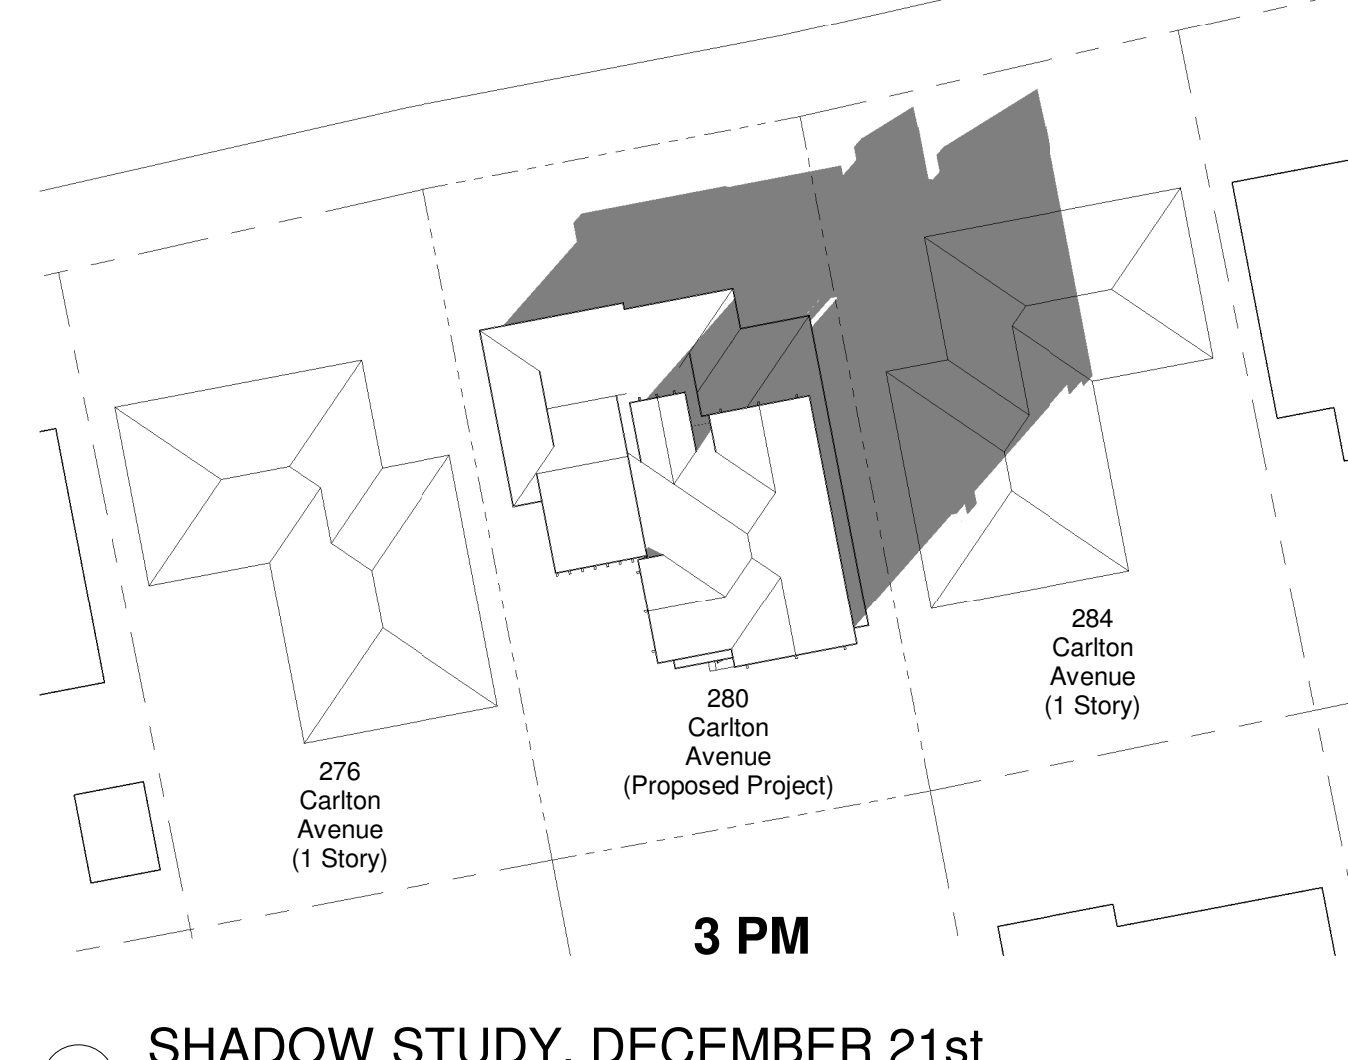 284
Carlton
Avenue
(1 Story)
280
Carlton
Avenue
(Proposed Project)
276
Carlton
Avenue
(1 Story)
3 PM
SHADOW STUDY, DECEMBER 21st